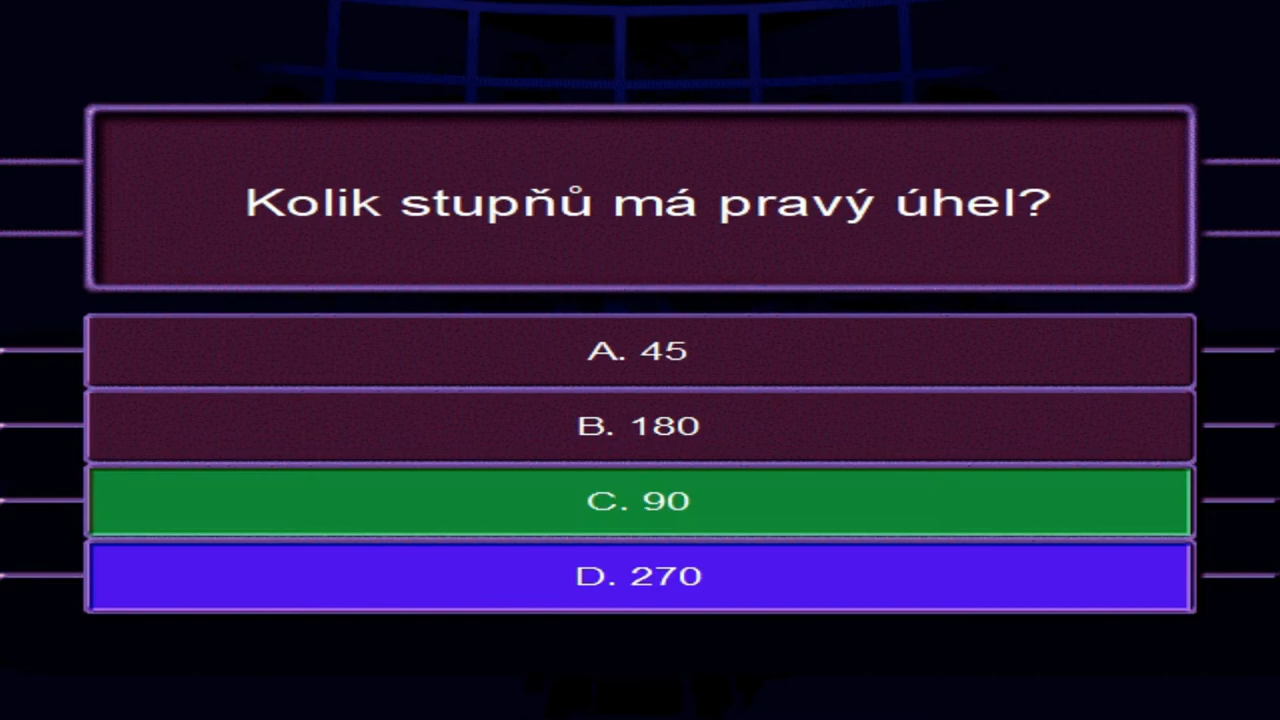 Kolik stupňů má pravý úhel?
A. 45
B. 180
C. 90
D. 270